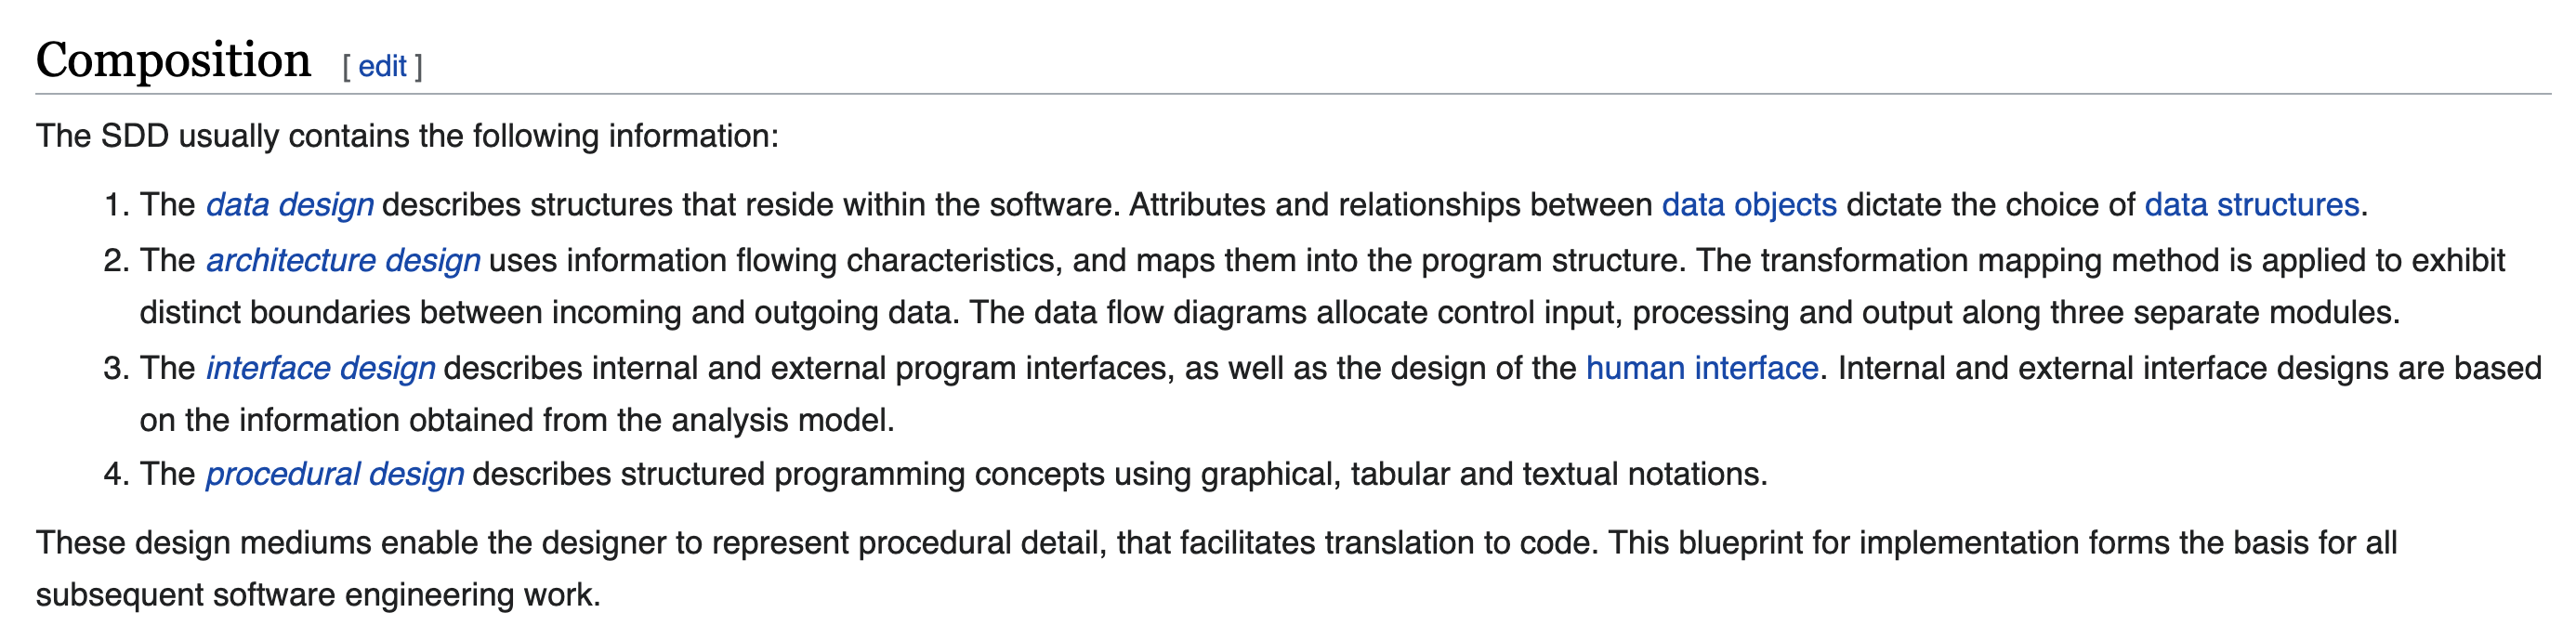 Composition [ edit ]
The SDD usually contains the following information:
1. The data design describes structures that reside within the software. Attributes and relationships between data objects dictate the choice of data structures.
2. The architecture design uses information flowing characteristics, and maps them into the program structure. The transformation mapping method is applied to exhibit
distinct boundaries between incoming and outgoing data. The data flow diagrams allocate control input, processing and output along three separate modules.
3. The interface design describes internal and external program interfaces, as well as the design of the human interface. Internal and external interface designs are based
on the information obtained from the analysis model.
4. The procedural design describes structured programming concepts using graphical, tabular and textual notations.
These design mediums enable the designer to represent procedural detail, that facilitates translation to code. This blueprint for implementation forms the basis for all
subsequent software engineering work.